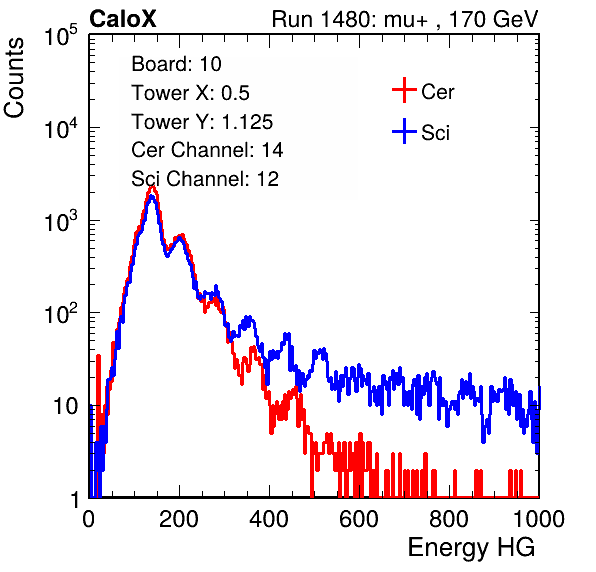 CaloX Run 1480: mu+ , 170 GeV
Counts
10^5
10^4
10^3
10^2
10
1
Board: 10
Tower X: 0.5
Tower Y: 1.125
Cer Channel: 14
Sci Channel: 12
Cer
Sci
0 200 400 600 800 1000
Energy HG